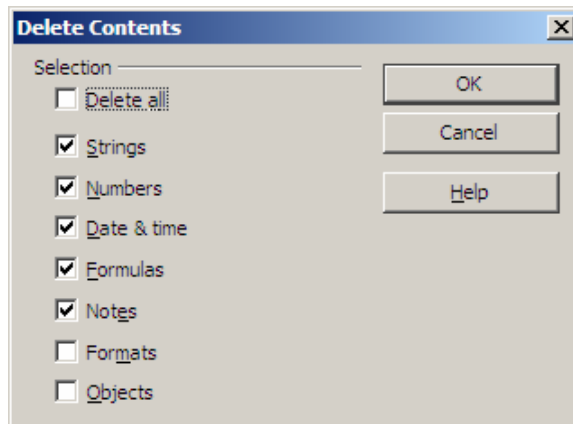 Delete Contents
Selection
Delete all
Strings
Numbers
Date & time
Formulas
Notes
Formats
Objects
OK
Cancel
Help